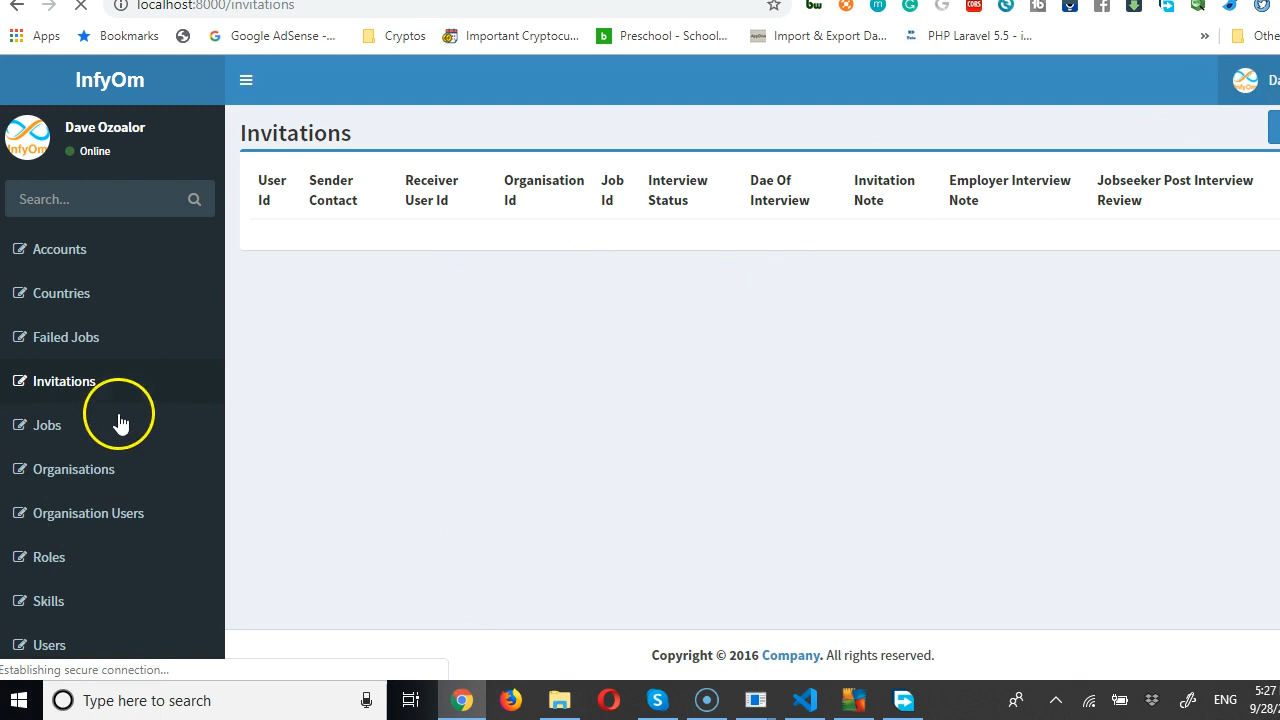 localhost:8000/invitations
Apps Bookmarks Google AdSense -... Cryptos Important Cryptocu... Preschool - School... Import & Export Da... PHP Laravel 5.5 - i... » Othe
InfyOm
Da
InfyOm
Dave Ozoalor
Online
Search...
Accounts
Countries
Failed Jobs
Invitations
Jobs
Organisations
Organisation Users
Roles
Skills
Users
Invitations
User Id
Sender Contact
Receiver User Id
Organisation Id
Job Id
Interview Status
Dae Of Interview
Invitation Note
Employer Interview Note
Jobseeker Post Interview Review
Copyright © 2016 Company. All rights reserved.
Establishing secure connection...
Type here to search
ENG
5:27
9/28/